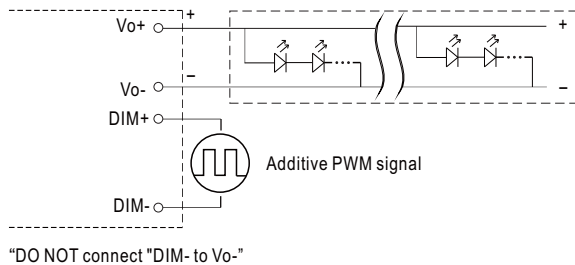 Vo+
+
+
Vo-
–
–
DIM+
Additive PWM signal
DIM-
“DO NOT connect "DIM- to Vo-”